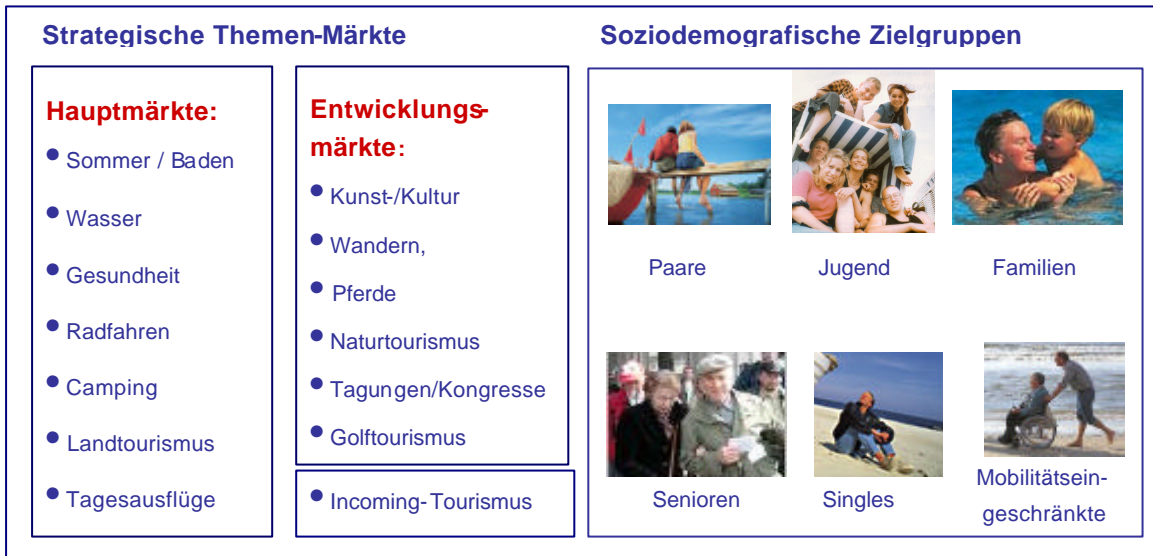 Strategische Themen-Märkte
Hauptmärkte:
• Sommer / Baden
• Wasser
• Gesundheit
• Radfahren
• Camping
• Landtourismus
• Tagesausflüge
Entwicklungs-
märkte:
• Kunst-/Kultur
• Wandern,
• Pferde
• Naturtourismus
• Tagungen/Kongresse
• Golftourismus
• Incoming-Tourismus
Soziodemografische Zielgruppen
Paare
Jugend
Familien
Senioren
Singles
Mobilitätsein-
geschränkte